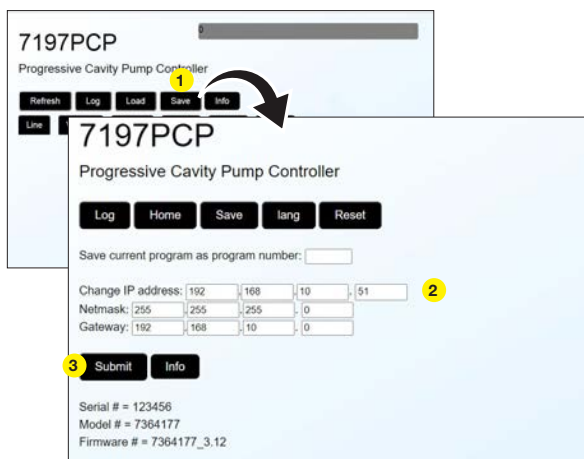 0
7197PCP
Progressive Cavity Pump Controller
1
Refresh Log Load Save Info
Line
7197PCP
Progressive Cavity Pump Controller
Log Home Save lang Reset
Save current program as program number:
Change IP address: 192 . 168 . 10 . 51 2
Netmask: 255 . 255 . 255 . 0
Gateway: 192 . 168 . 10 . 0
3 Submit Info
Serial # = 123456
Model # = 7364177
Firmware # = 7364177_3.12